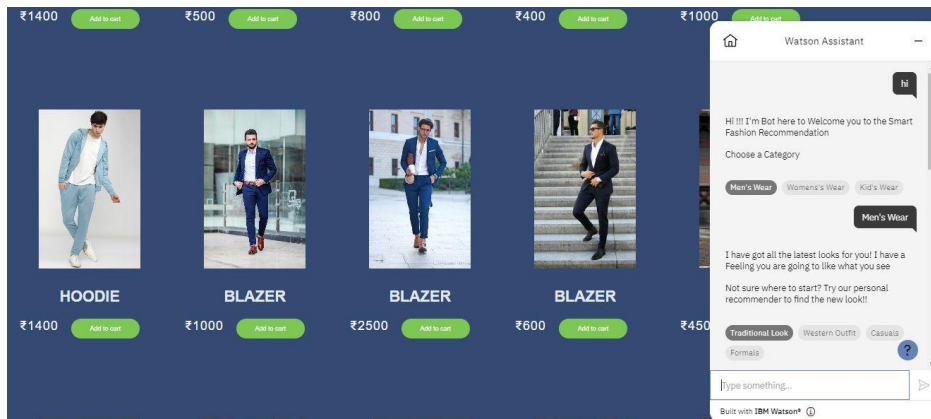 ₹1400 Add to cart ₹500 Add to cart ₹800 Add to cart ₹400 Add to cart ₹1000 Add to cart
HOODIE BLAZER BLAZER BLAZER
₹1400 Add to cart ₹1000 Add to cart ₹2500 Add to cart ₹600 Add to cart ₹450
Watson Assistant
hi
Hi !!! I'm Bot here to Welcome you to the Smart
Fashion Recommendation
Choose a Category
Men's Wear Womens's Wear Kid's Wear
Men's Wear
I have got all the latest looks for you! I have a
Feeling you are going to like what you see
Not sure where to start? Try our personal
recommender to find the new look!!
Traditional Look Western Outfit Casuals
Formals
?
Type something...
Built with IBM Watson®